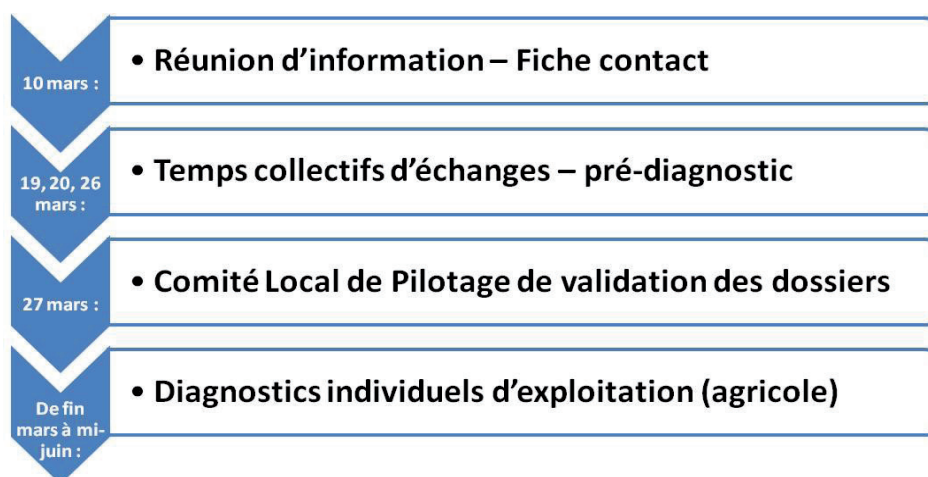 10 mars :
• Réunion d’information – Fiche contact
19, 20, 26
mars :
• Temps collectifs d’échanges – pré-diagnostic
27 mars :
• Comité Local de Pilotage de validation des dossiers
De fin
mars à mi-
juin :
• Diagnostics individuels d’exploitation (agricole)